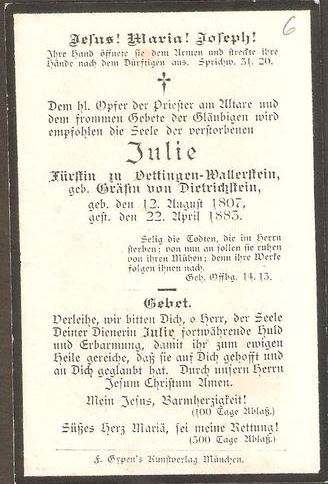 6
Jesus! Maria! Joseph!
Ihre Hand öffnete sie dem Armen und streckte ihre
Hände nach dem Dürftigen aus. Sprichw. 31. 20.
Dem hl. Opfer der Priester am Altare und
dem frommen Gebete der Gläubigen wird
empfohlen die Seele der verstorbenen
Julie
Fürstin zu Oettingen-Wallerstein,
geb. Gräfin von Dietrichstein,
geb. den 12. August 1807,
gest. den 22. April 1883.
Selig die Todten, die im Herrn
sterben; von nun an sollen sie ruhen
von ihren Mühen; denn ihre Werke
folgen ihnen nach.
Geh. Offbg. 14. 13.
Gebet.
Verleihe, wir bitten Dich, o Herr, der Seele
Deiner Dienerin Julie fortwährende Huld
und Erbarmung, damit ihr zum ewigen
Heile gereiche, daß sie auf Dich gehofft und
an Dich geglaubt hat. Durch unsern Herrn
Jesum Christum Amen.
Mein Jesus, Barmherzigkeit!
(100 Tage Ablaß.)
Süßes Herz Mariä, sei meine Rettung!
(300 Tage Ablaß.)
F. Gypen's Kunstverlag München.